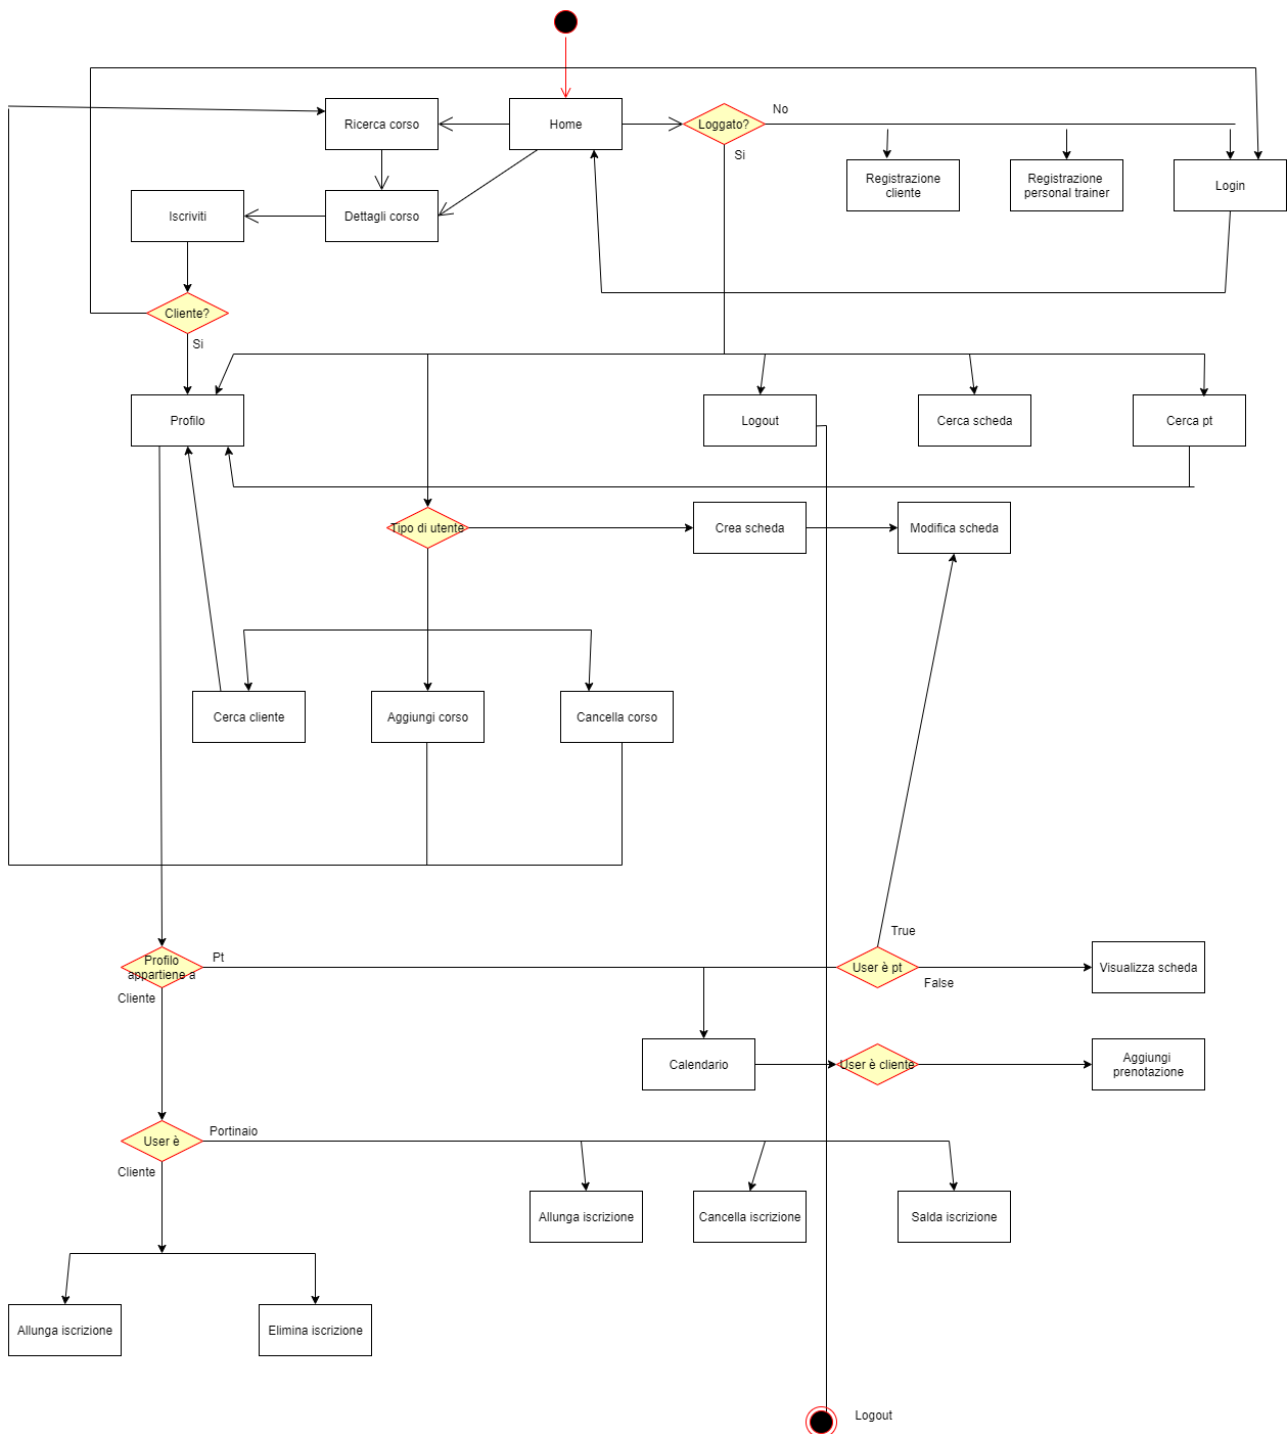 Ricerca corso
Home
Loggato?
No
Si
Registrazione
cliente
Registrazione
personal trainer
Login
Iscriviti
Dettagli corso
Cliente?
Si
Profilo
Logout
Cerca scheda
Cerca pt
Tipo di utente
Crea scheda
Modifica scheda
Cerca cliente
Aggiungi corso
Cancella corso
Profilo
appartiene a
Pt
Cliente
True
User è pt
False
Visualizza scheda
Calendario
User è cliente
Aggiungi
prenotazione
User è
Portinaio
Cliente
Allunga iscrizione
Cancella iscrizione
Salda iscrizione
Allunga iscrizione
Elimina iscrizione
Logout